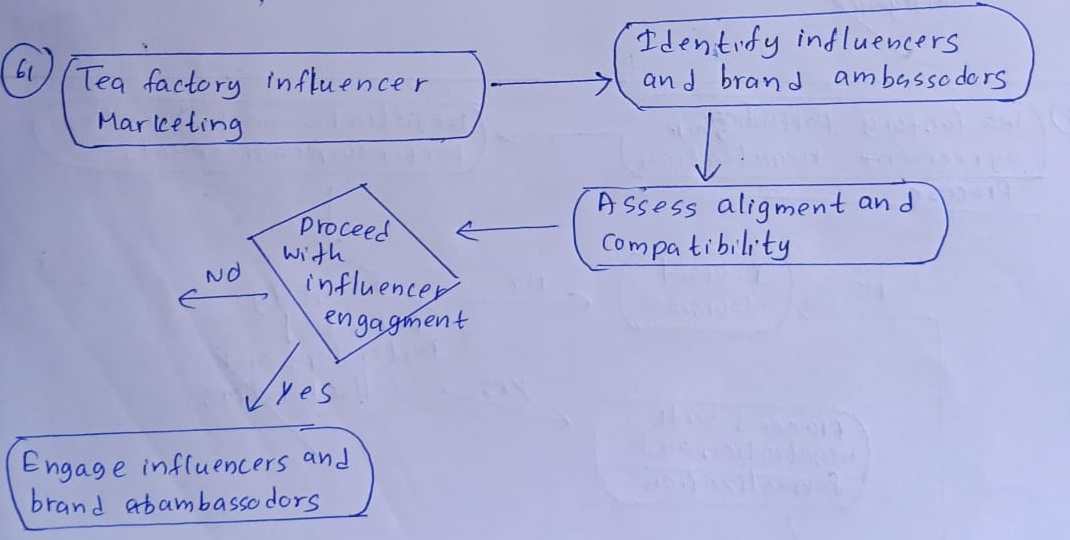 61
Tea factory influencer
Marketing
Identify influencers
and brand ambassodors
Assess aligment and
compatibility
Proceed
with
influencer
engagment
No
Yes
Engage influencers and
brand abambassodors